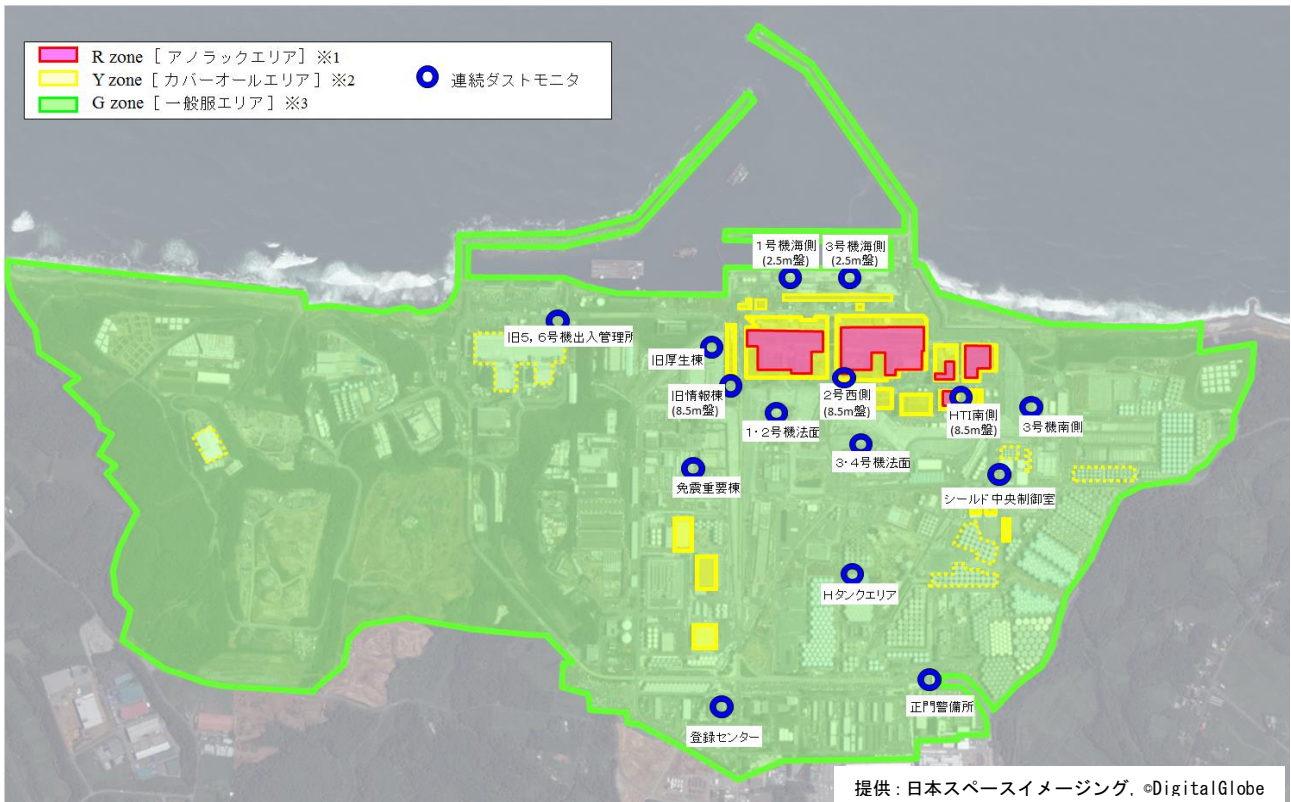 R zone [ アノラックエリア] ※1
Y zone [ カバーオールエリア] ※2
G zone [ 一般服エリア] ※3
連続ダストモニタ
1号機海側
(2.5m盤)
3号機海側
(2.5m盤)
旧5, 6号機出入管理所
旧厚生棟
旧情報棟
(8.5m盤)
1・2号機法面
2号西側
(8.5m盤)
3・4号機法面
HTI南側
(8.5m盤)
3号機南側
免震重要棟
シールド中央制御室
Hタンクエリア
正門警備所
登録センター
提供：日本スペースイメージング, ©DigitalGlobe